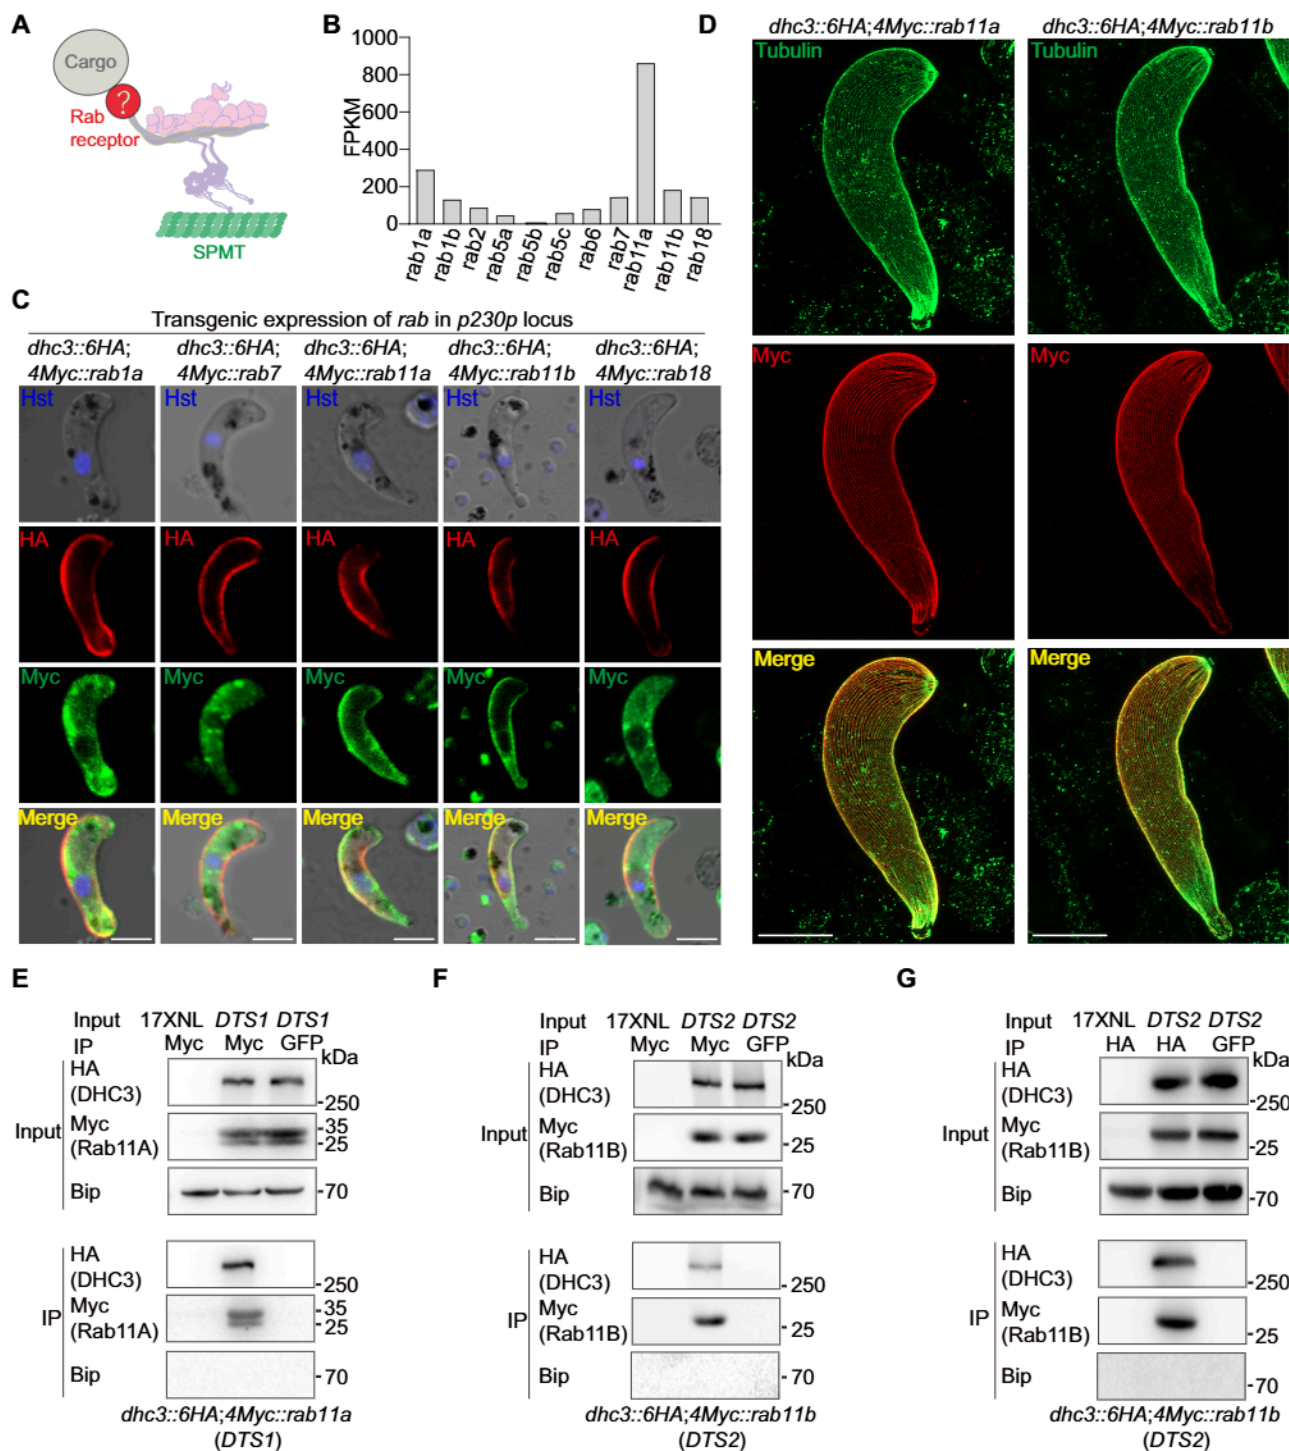 A
Cargo
?
Rab
receptor
SPMT
B
FPKM
1000
800
600
400
200
0
rab1a
rab1b
rab2
rab5a
rab5b
rab5c
rab6
rab7
rab11a
rab11b
rab18
C
Transgenic expression of rab in p230p locus
dhc3::6HA; dhc3::6HA; dhc3::6HA; dhc3::6HA; dhc3::6HA;
4Myc::rab1a 4Myc::rab7 4Myc::rab11a 4Myc::rab11b 4Myc::rab18
Hst Hst Hst Hst Hst
HA HA HA HA HA
Myc Myc Myc Myc Myc
Merge Merge Merge Merge Merge
D
dhc3::6HA;4Myc::rab11a dhc3::6HA;4Myc::rab11b
Tubulin Tubulin
Myc Myc
Merge Merge
E
Input 17XNL DTS1 DTS1
IP Myc Myc GFP
kDa
HA
(DHC3)
-250
Input
Myc
(Rab11A)
-35
-25
Bip
-70
IP
HA
(DHC3)
-250
Myc
(Rab11A)
-35
-25
Bip
-70
dhc3::6HA;4Myc::rab11a
(DTS1)
F
Input 17XNL DTS2 DTS2
IP Myc Myc GFP
kDa
HA
(DHC3)
-250
Input
Myc
(Rab11B)
-25
Bip
-70
IP
HA
(DHC3)
-250
Myc
(Rab11B)
-25
Bip
-70
dhc3::6HA;4Myc::rab11b
(DTS2)
G
Input 17XNL DTS2 DTS2
IP HA HA GFP
kDa
HA
(DHC3)
-250
Input
Myc
(Rab11B)
-25
Bip
-70
IP
HA
(DHC3)
-250
Myc
(Rab11B)
-25
Bip
-70
dhc3::6HA;4Myc::rab11b
(DTS2)